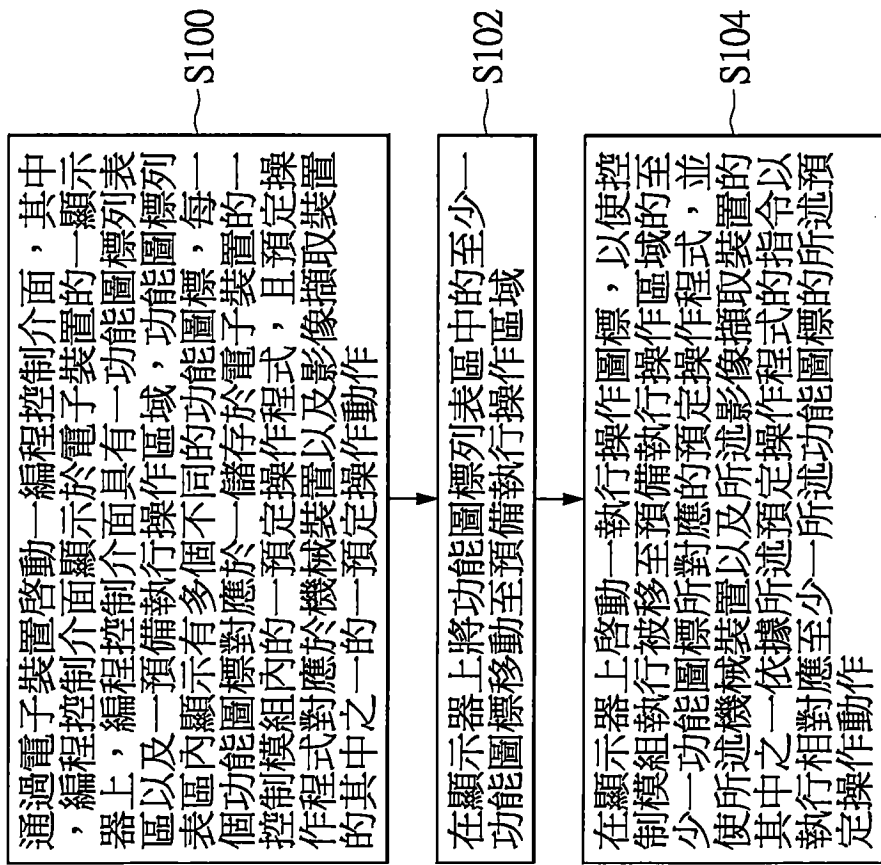 通過電子裝置啓動一編程控制介面，其中
，編程控制介面顯示於電子裝置的一顯示
器上，編程控制介面具有一功能圖標列表
區以及一預備執行操作區域，功能圖標列
表區內顯示有多個不同的功能圖標，每一
個功能圖標對應於一儲存於電子裝置的一
控制模組內的一預定操作程式，且預定操
作程式對應於機械裝置以及影像擷取裝置
的其中之一的一預定操作動作
S100
在顯示器上將功能圖標列表區中的至少一
功能圖標移動至預備執行操作區域
S102
在顯示器上啓動一執行操作圖標，以使控
制模組執行被移至預備執行操作區域的至
少一功能圖標所對應的預定操作程式，並
使所述機械裝置以及所述影像擷取裝置的
其中之一依據所述預定操作程式的指令以
執行相對應至少一所述功能圖標的所述預
定操作動作
S104